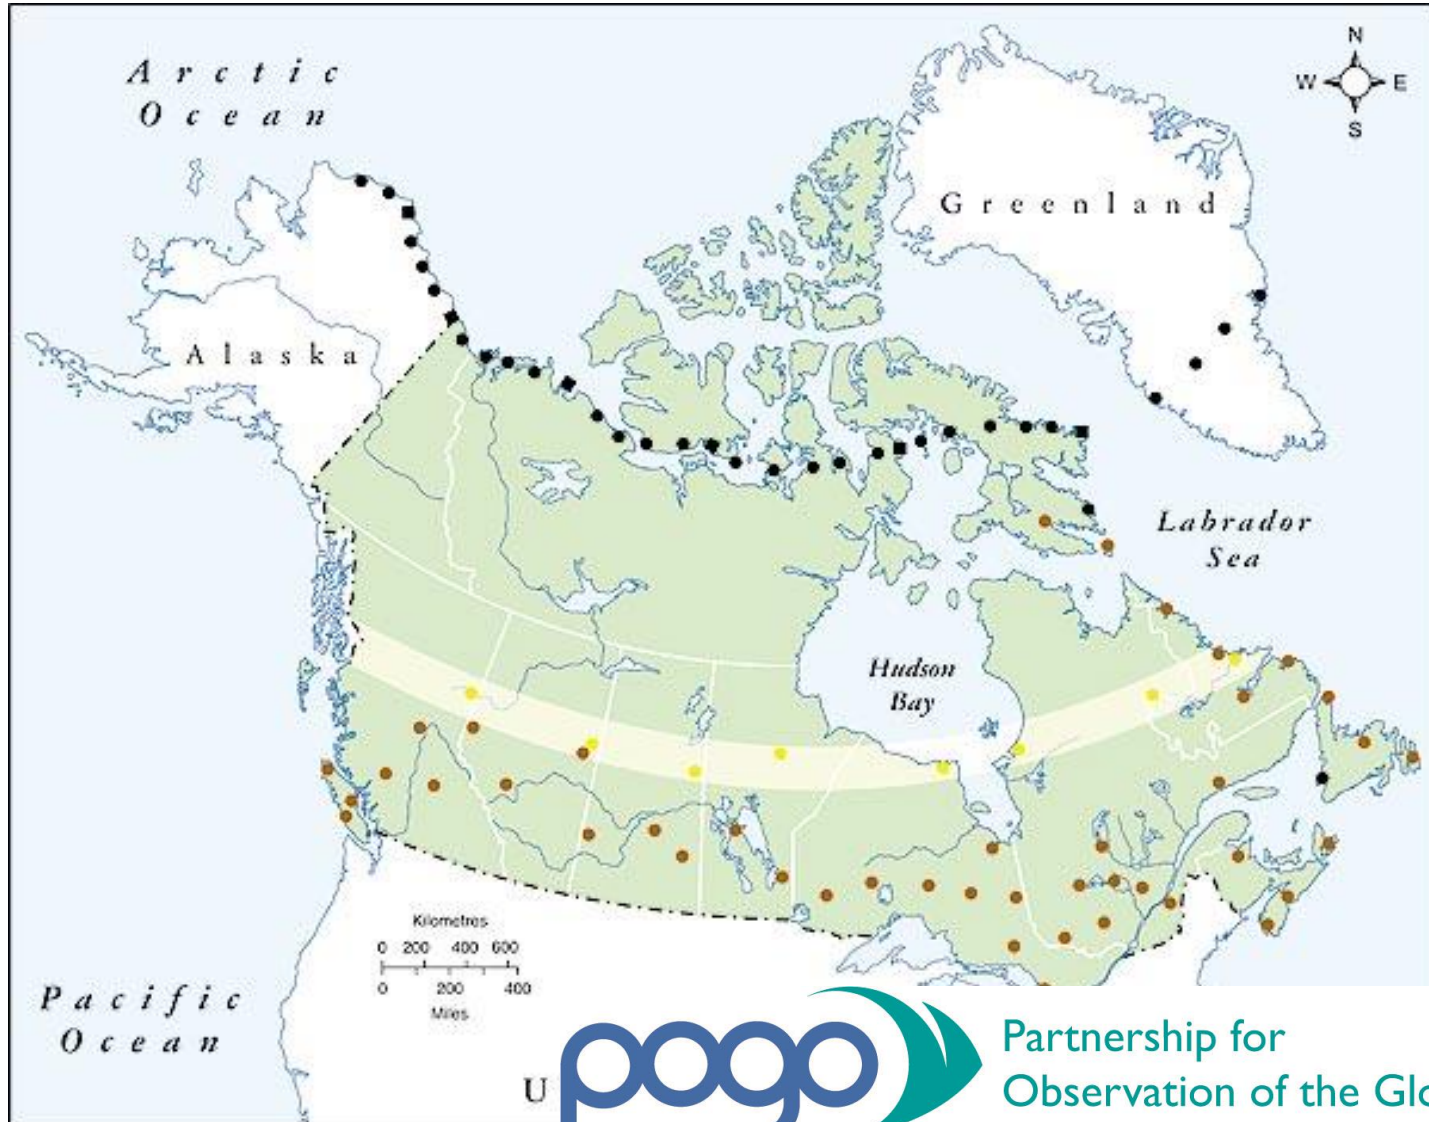 Arctic
Ocean
N
W E
S
Greenland
Alaska
Labrador
Sea
Hudson
Bay
Kilometres
0 200 400 600
0 200 400
Miles
Pacific
Ocean
U
pogo
Partnership for
Observation of the Glo